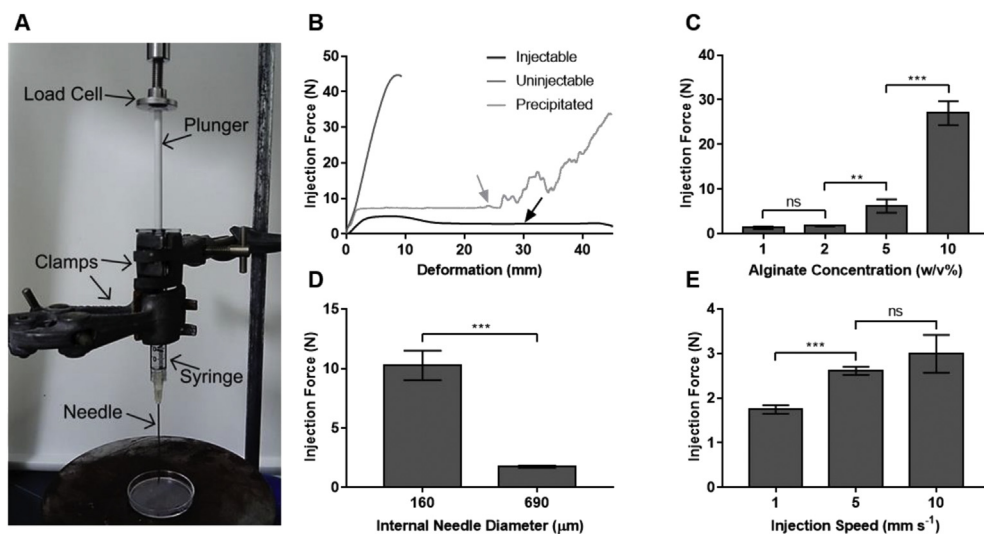 A
Load Cell
Plunger
Clamps
Syringe
Needle
B
Injection Force (N)
50
40
30
20
10
0
Injectable
Uninjectable
Precipitated
0 10 20 30 40
Deformation (mm)
C
Injection Force (N)
40
30
20
10
0
ns
**
***
1 2 5 10
Alginate Concentration (w/v%)
D
Injection Force (N)
15
10
5
0
***
160 690
Internal Needle Diameter (μm)
E
Injection Force (N)
4
3
2
1
0
***
ns
1 5 10
Injection Speed (mm s⁻¹)